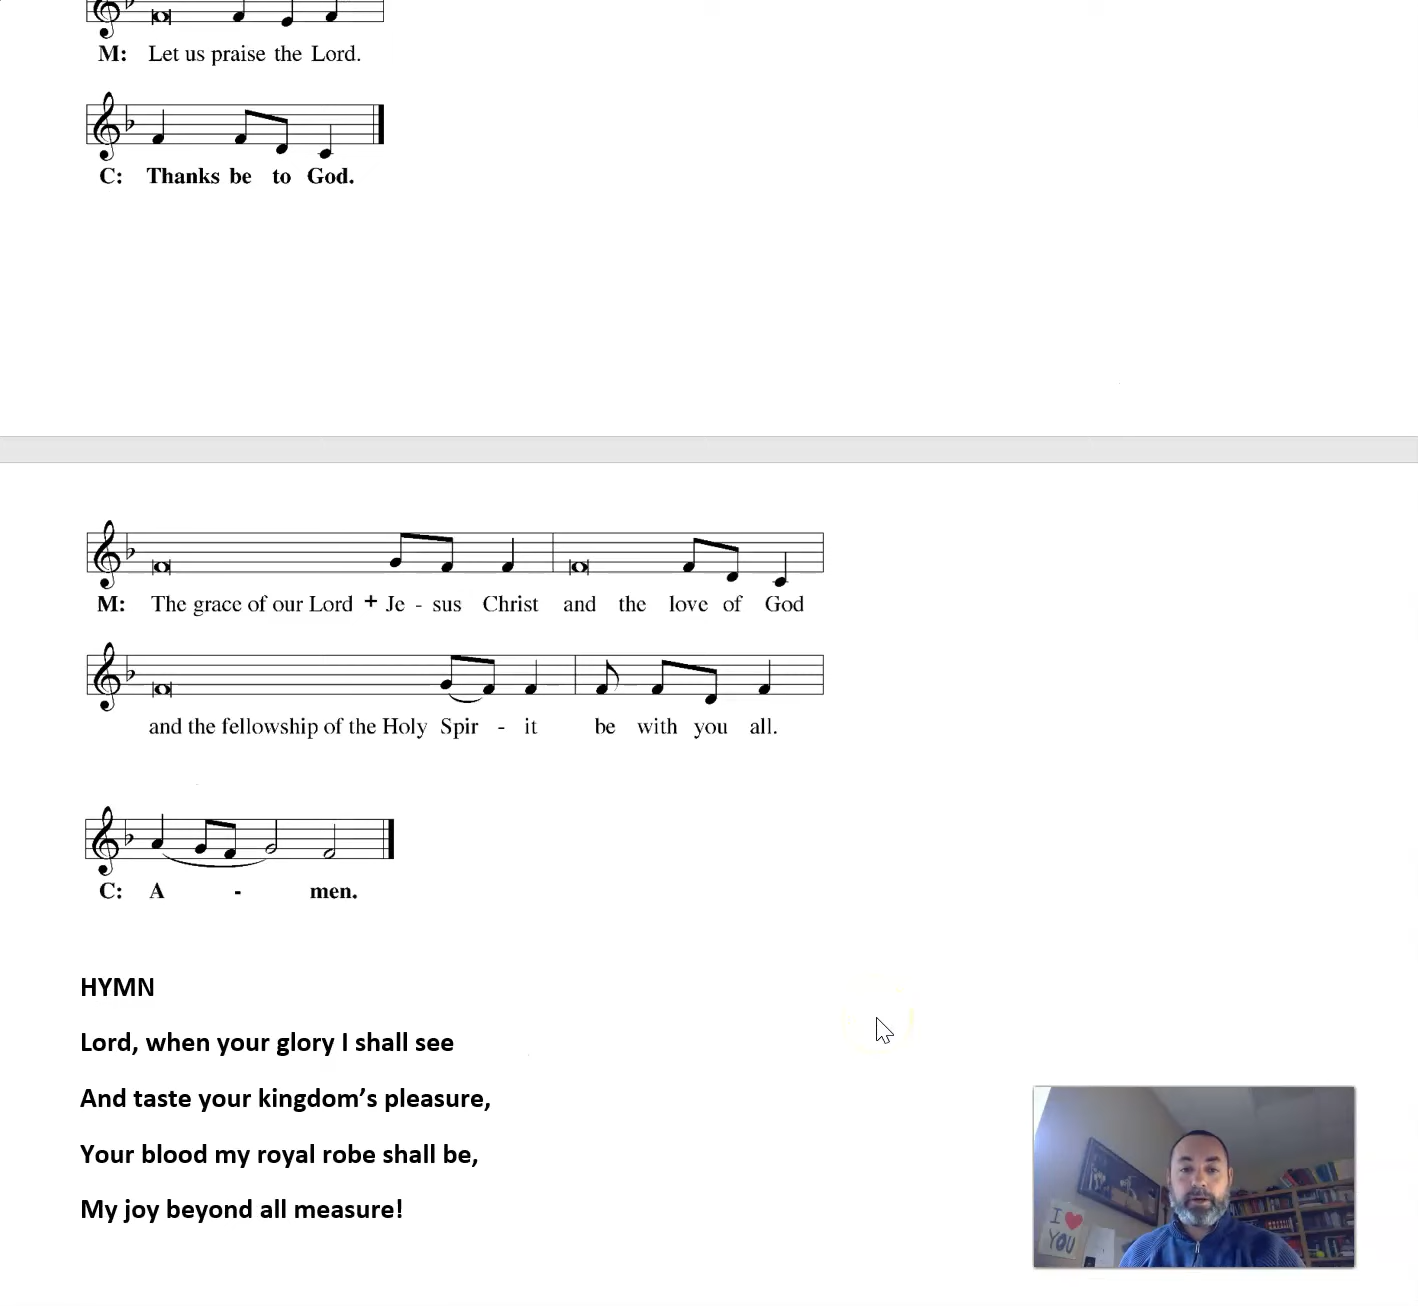 M: Let us praise the Lord.
C: Thanks be to God.
M: The grace of our Lord + Je - sus Christ and the love of God
and the fellowship of the Holy Spir - it be with you all.
C: A - men.
HYMN
Lord, when your glory I shall see
And taste your kingdom’s pleasure,
Your blood my royal robe shall be,
My joy beyond all measure!
I
YOU